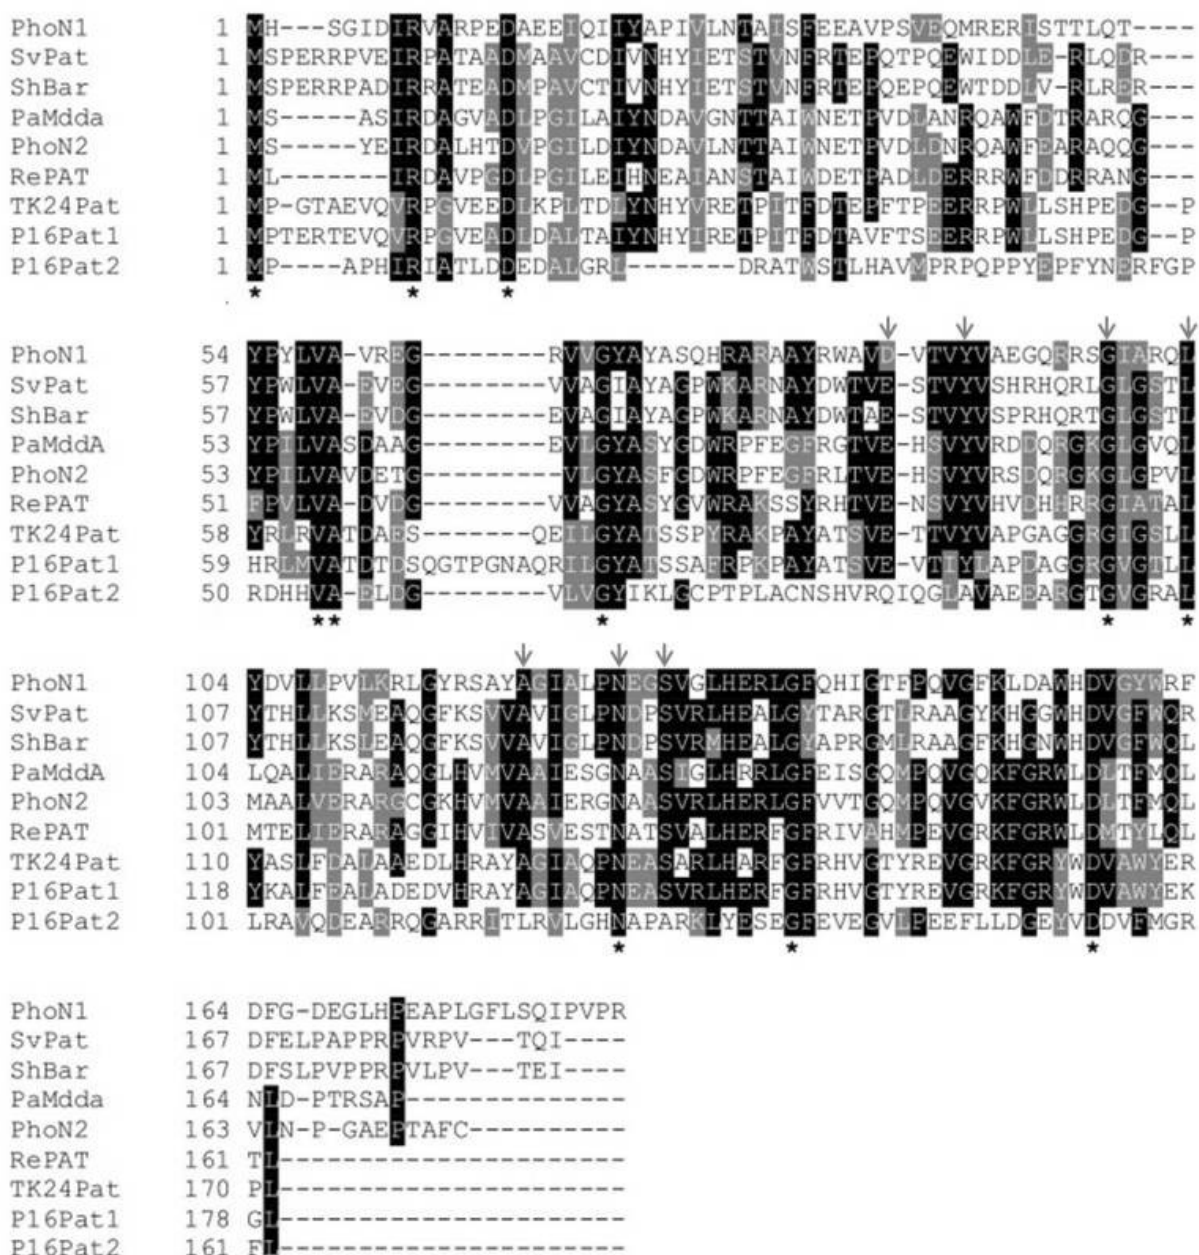 PhoN1 1 MH----SGIDIRVARPEDAEEIQIIYAPIVLNTAISFEEAVPSVEQMRERISTTLQT----
SvPat 1 MSPERRPVEIRPATAADMAAVCDIVNHYIETSTVNFRTEPQTPQEWIDDLE-RLQDR---
ShBar 1 MSPERRPADIRRATEADMPAVCTIVNHYIETSTVNFRTEPQEPQEWTDDLV-RLRER---
PaMdda 1 MS-----ASIRDAGVADLPGILAIYNDAVGNTTAIWNETPVDLANRQAWFDTRARQG---
PhoN2 1 MS-----YEIRDALHTDVPGILDIYNDAVLNTTAIWNETPVDLDNRQAWFEARAQQG---
RePAT 1 ML-------IRDAVPGDLPGILEIHNEAIANSTAIWDETPADLDERRRWFDDRRANG---
TK24Pat 1 MP-GTAEVQVRPGVEEDLKPLTDLYNHYVRETPITFDTEPFTPEERRPWLLSHPEDG--P
P16Pat1 1 MPTERTEVQVRPGVEADLDALTAIYNHYIRETPITFDTAVFTSEERRPWLLSHPEDG--P
P16Pat2 1 MP----APHIRIATLDDEDALGRL-------DRATWSTLHAVMPRPQPPYEPFYNERFGP
* * *
↓ ↓ ↓ ↓
PhoN1 54 YPYLVA-VREG--------RVVGYAYASQHRARAAYRWAVD-VTVYVAEGQRRSGIARQL
SvPat 57 YPWLVA-EVEG--------VVAGIAYAGPWKARNAYDWTVE-STVYVSHRHQRLGLGSTL
ShBar 57 YPWLVA-EVDG--------EVAGIAYAGPWKARNAYDWTAE-STVYVSPRHQRTGLGSTL
PaMddA 53 YPILVASDAAG--------EVLGYASYGDWRPFEGFRGTVE-HSVYVRDDQRGKGLGVQL
PhoN2 53 YPILVAVDETG--------VLGYASFGDWRPFEGFRLTVE-HSVYVRSDQRGKGLGPVL
RePAT 51 FPVLVA-DVDG--------VVAGYASYGVWRAKSSYRHTVE-NSVYVHVDHHRRGIATAL
TK24Pat 58 YRLRVATDAES-------QEILGYATSSPYRAKPAYATSVE-TTVYVAPGAGGRGIGSLL
P16Pat1 59 HRLMVATDTDSQGTPGNAQRILGYATSSAFRPKPAYATSVE-VTIYLAPDAGGRGVGTLL
P16Pat2 50 RDHHVA-ELDG--------VLVGYIKLGCPTPLACNSHVRQIQGLAVAEEARGTGVGRAL
** * * *
↓ ↓ ↓
PhoN1 104 YDVLLPVLKRLGYRSAYAGIALPNEGSVGLHERLGFQHIGTFPQVGFKLDAWHDVGYWRF
SvPat 107 YTHLLKSMEAQGFKSVVAVIGLPNDPSVRLHEALGYTARGTLRAAGYKHGGWHDVGFWQR
ShBar 107 YTHLLKSLEAQGFKSVVAVIGLPNDPSVRMHEALGYAPRGMLRAAGFKHGNWHDVGFWQL
PaMddA 104 LQALIERARAQGLHVMVAAIESGNAASIGLHRRLGFEISGQMPQVGQKFGRWLDLTFMQL
PhoN2 103 MAALVERARGCGKHVMVAAIERGNAASVRLHERLGFVVTGQMPQVGVKFGRWLDLTFMQL
RePAT 101 MTELIERARAGGIHVIVASVESTNATSVALHERFGFRIVAHMPEVGRKFGRWLDMTYLQL
TK24Pat 110 YASLFDALAAEDLHRAYAGIAQPNEASARLHARFGFRHVGTYREVGRKFGRYWDVAWYER
P16Pat1 118 YKALFEALADEDVHRAYAGIAQPNEASVRLHERFGFRHVGTYREVGRKFGRYWDVAWYEK
P16Pat2 101 LRAVQDEARRQGARRITLRVLGHNAPARKLYESEGFEVEGVLPEEFLLDGEYVDDVFMGR
* * *
PhoN1 164 DFG-DEGLHPEAPLGFLSQIPVPR
SvPat 167 DFELPAPPRPVRPV---TQI----
ShBar 167 DFSLPVPPRPVLPV---TEI----
PaMdda 164 NLD-PTRSAP--------------
PhoN2 163 VLN-P-GAEPTAFC----------
RePAT 161 TL----------------------
TK24Pat 170 PL----------------------
P16Pat1 178 GL----------------------
P16Pat2 161 FL----------------------